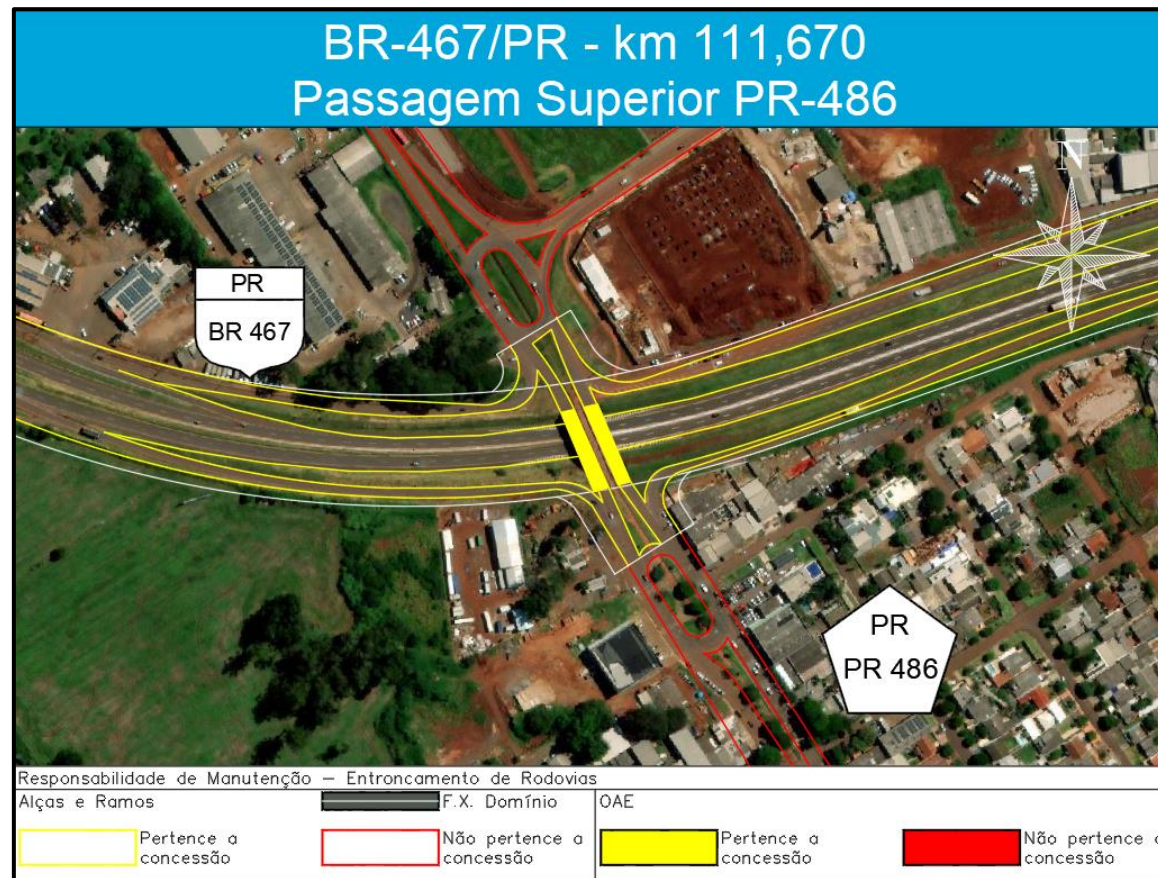 BR-467/PR - km 111,670
Passagem Superior PR-486
N
PR
BR 467
PR
PR 486
Responsabilidade de Manutenção – Entroncamento de Rodovias
Alças e Ramos
F.X. Domínio
OAE
Pertence a
concessão
Não pertence a
concessão
Pertence a
concessão
Não pertence a
concessão